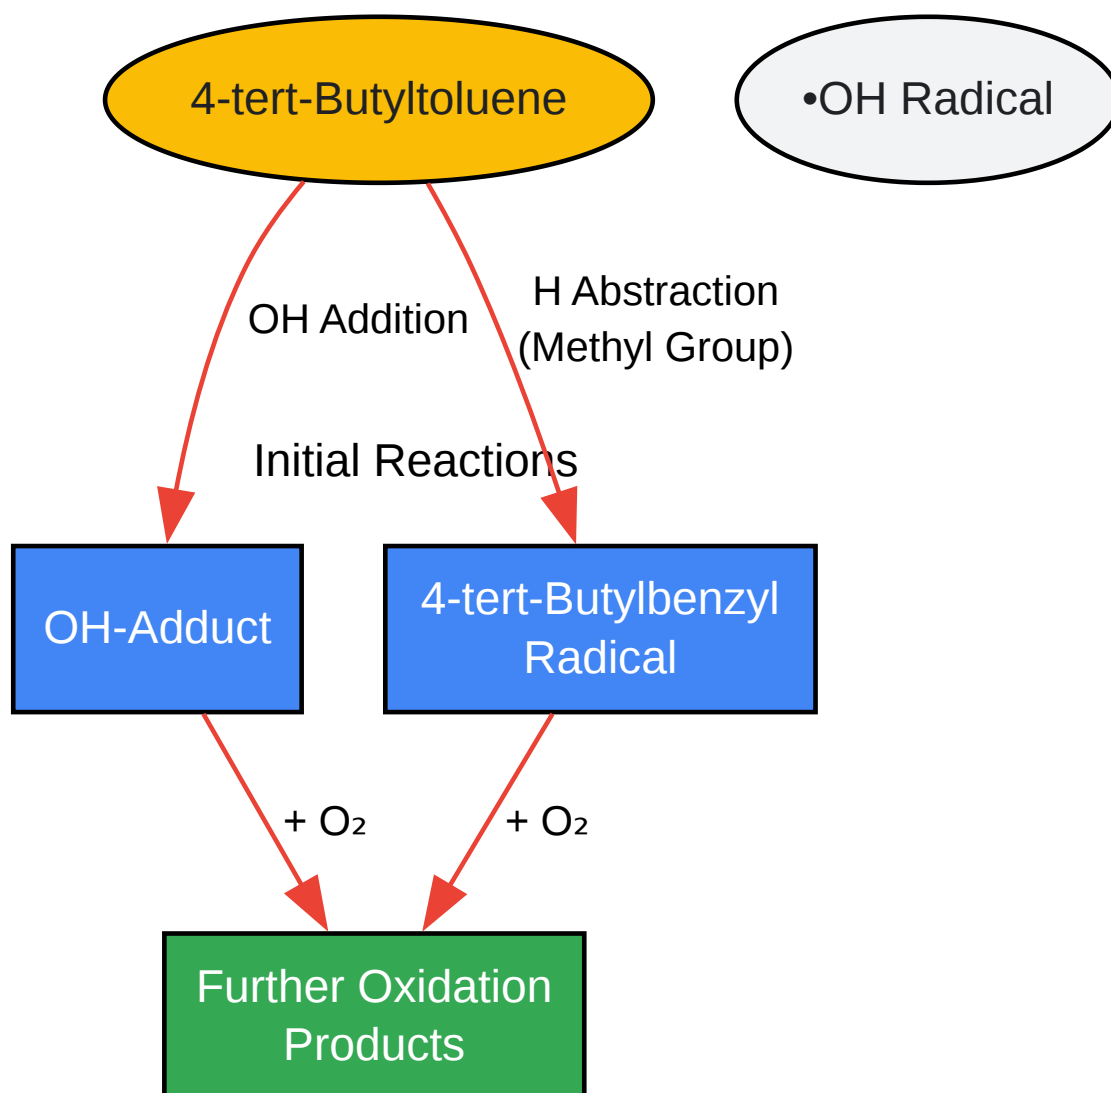 4-tert-Butyltoluene
•OH Radical
OH Addition
H Abstraction
(Methyl Group)
Initial Reactions
OH-Adduct
4-tert-Butylbenzyl
Radical
+ O₂
+ O₂
Further Oxidation
Products